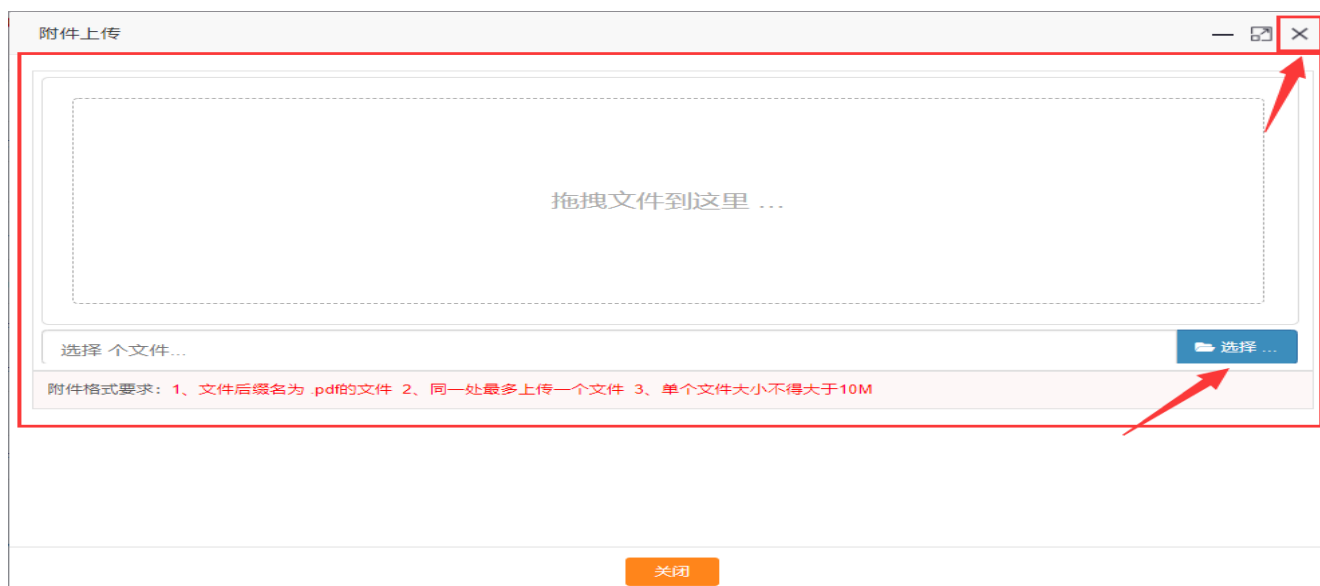 附件上传
拖拽文件到这里 ...
选择 个文件...
选择 ...
附件格式要求：1、文件后缀名为 .pdf的文件 2、同一处最多上传一个文件 3、单个文件大小不得大于10M
关闭